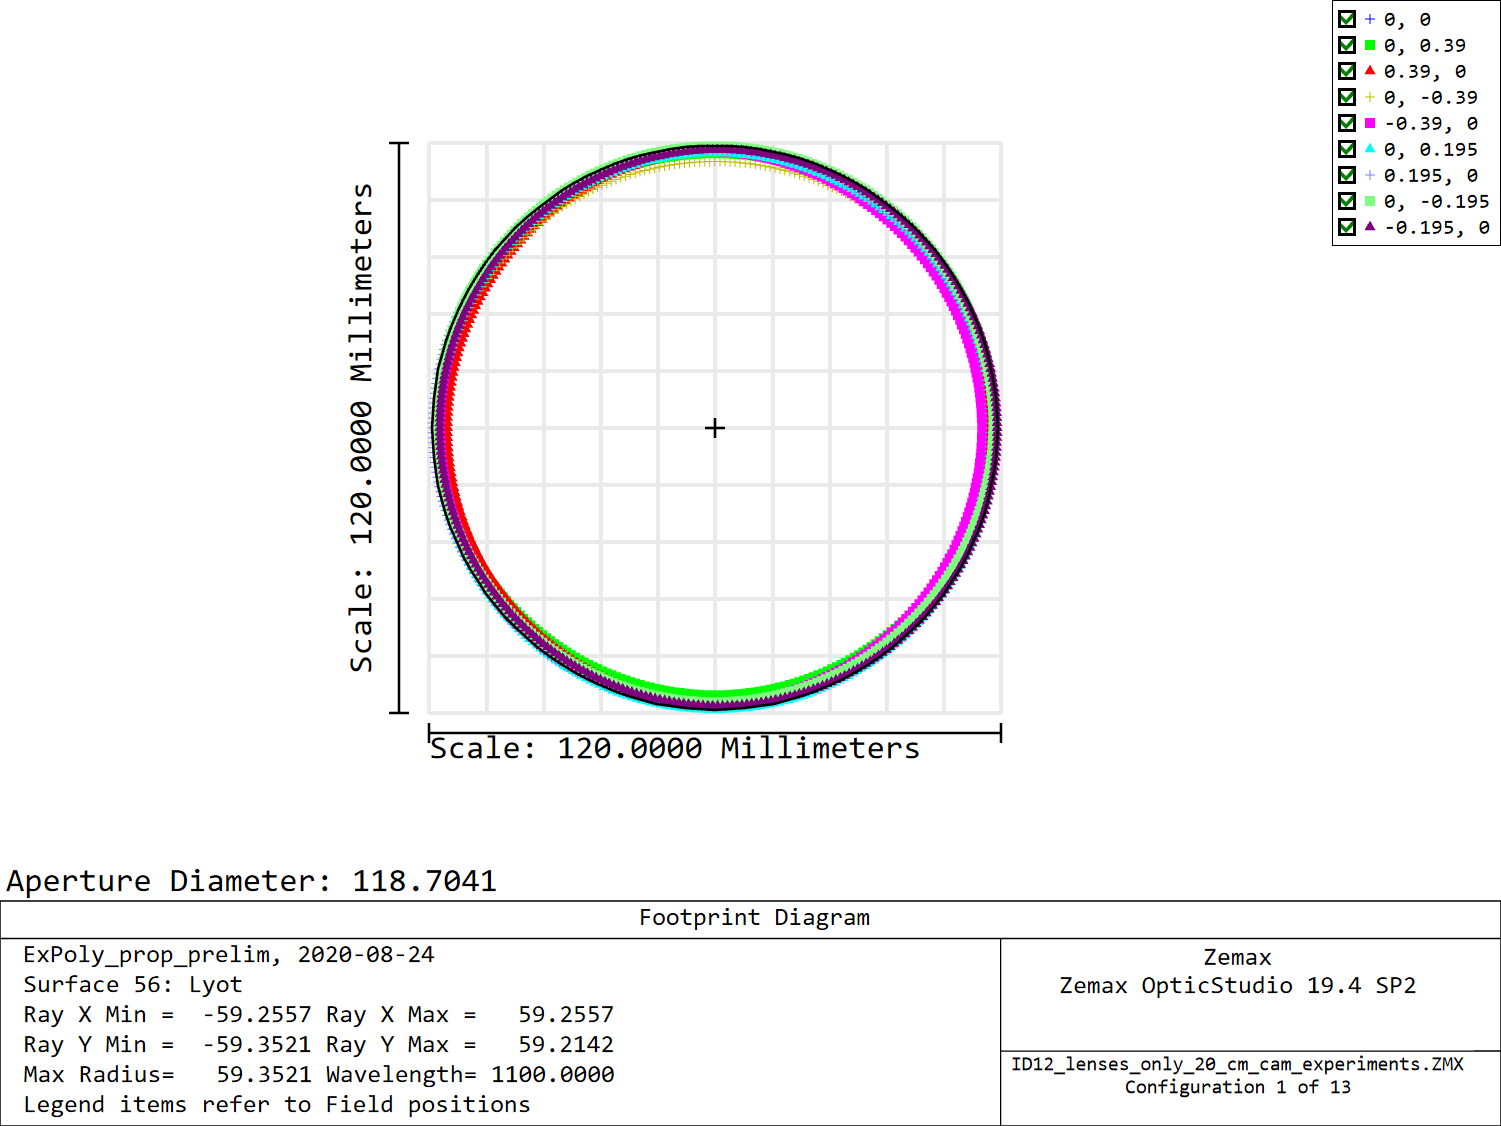 0, 0
0, 0.39
0.39, 0
0, -0.39
-0.39, 0
0, 0.195
0.195, 0
0, -0.195
-0.195, 0
Scale: 120.0000 Millimeters
Scale: 120.0000 Millimeters
Aperture Diameter: 118.7041
Footprint Diagram
ExPoly_prop_prelim, 2020-08-24
Surface 56: Lyot
Ray X Min = -59.2557 Ray X Max = 59.2557
Ray Y Min = -59.3521 Ray Y Max = 59.2142
Max Radius= 59.3521 Wavelength= 1100.0000
Legend items refer to Field positions
Zemax
Zemax OpticStudio 19.4 SP2
ID12_lenses_only_20_cm_cam_experiments.ZMX
Configuration 1 of 13